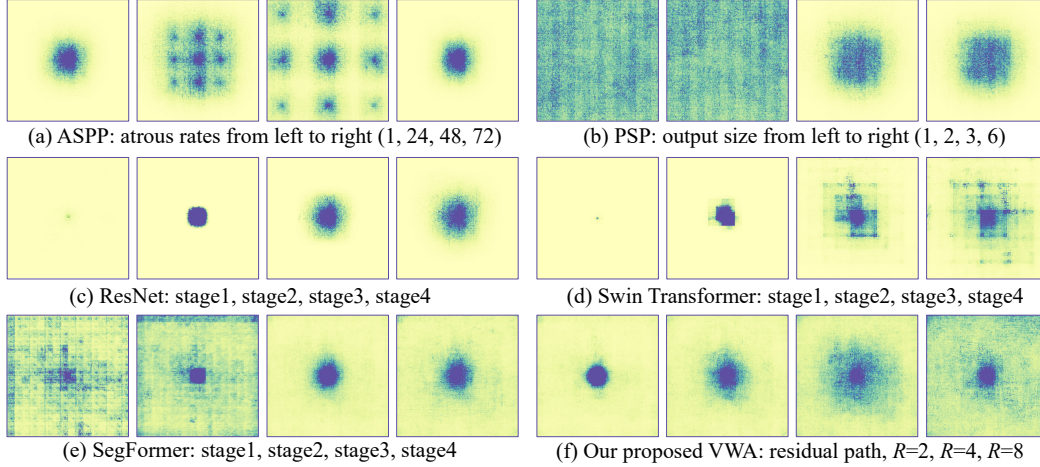 (a) ASPP: atrous rates from left to right (1, 24, 48, 72)
(b) PSP: output size from left to right (1, 2, 3, 6)
(c) ResNet: stage1, stage2, stage3, stage4
(d) Swin Transformer: stage1, stage2, stage3, stage4
(e) SegFormer: stage1, stage2, stage3, stage4
(f) Our proposed VWA: residual path, R=2, R=4, R=8